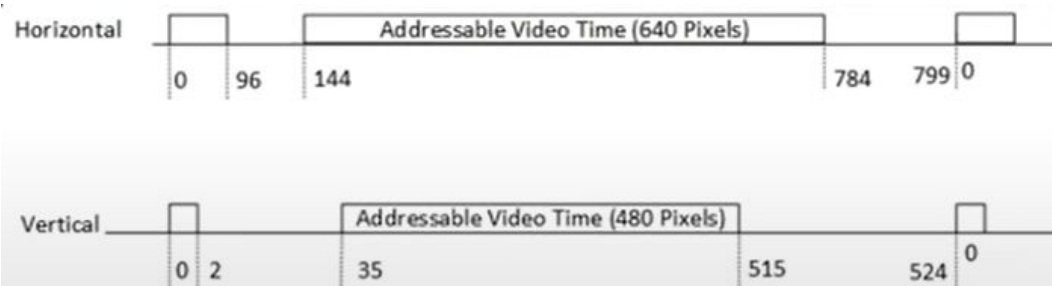 Horizontal Addressable Video Time (640 Pixels)
0 96 144 784 799 0
Vertical Addressable Video Time (480 Pixels)
0 2 35 515 524 0